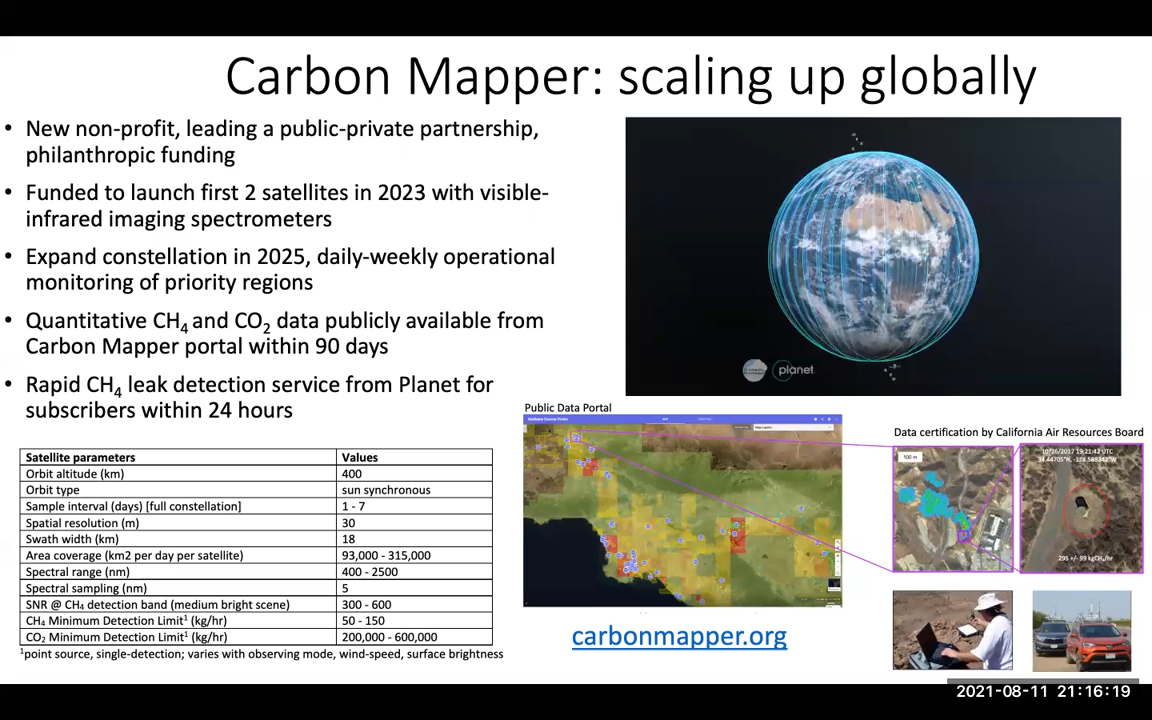 Carbon Mapper: scaling up globally
• New non-profit, leading a public-private partnership,
philanthropic funding
• Funded to launch first 2 satellites in 2023 with visible-
infrared imaging spectrometers
• Expand constellation in 2025, daily-weekly operational
monitoring of priority regions
• Quantitative CH4 and CO2 data publicly available from
Carbon Mapper portal within 90 days
• Rapid CH4 leak detection service from Planet for
subscribers within 24 hours
planet.
Satellite parameters Values
Orbit altitude (km) 400
Orbit type sun synchronous
Sample interval (days) [full constellation] 1 - 7
Spatial resolution (m) 30
Swath width (km) 18
Area coverage (km2 per day per satellite) 93,000 - 315,000
Spectral range (nm) 400 - 2500
Spectral sampling (nm) 5
SNR @ CH4 detection band (medium bright scene) 300 - 600
CH4 Minimum Detection Limit1 (kg/hr) 50 - 150
CO2 Minimum Detection Limit1 (kg/hr) 200,000 - 600,000
1point source, single-detection; varies with observing mode, wind-speed, surface brightness
Public Data Portal
Methane Source Finder
carbonmapper.org
Data certification by California Air Resources Board
100 m
295 +/- 99 kgCH4/hr
2021-08-11 21:16:19